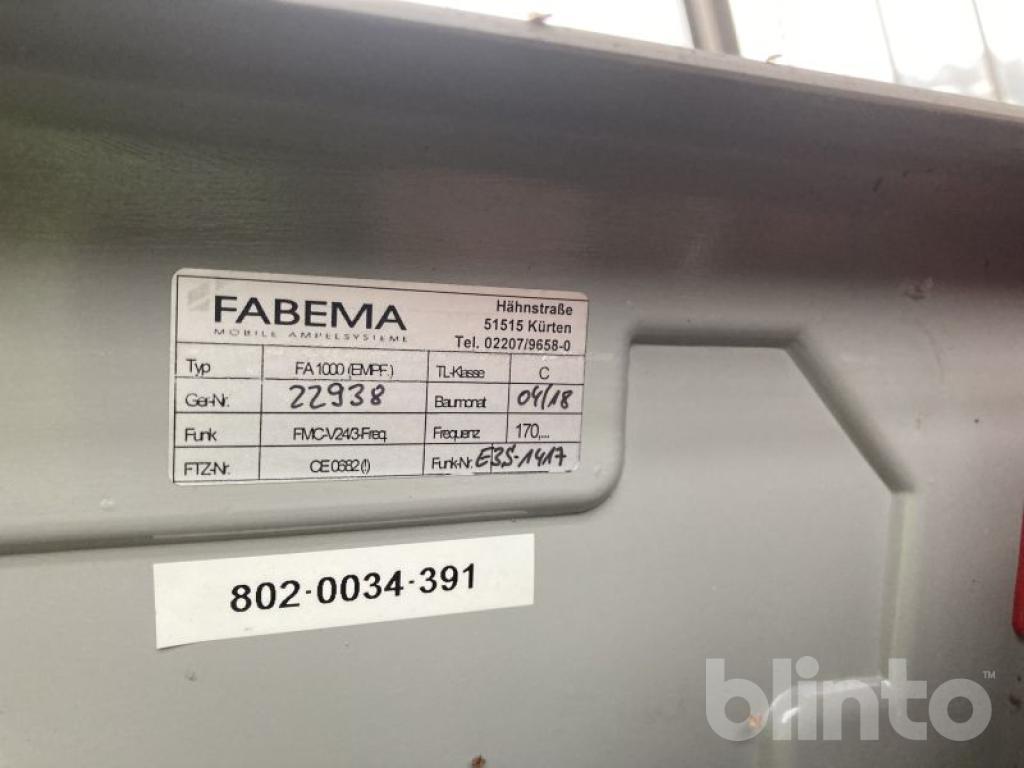 FABEMA
MOBILE AMPELSYSTEME
Hähnstraße
51515 Kürten
Tel. 02207/9658-0
Typ FA 1000 (EMPF.) TL-Klasse C
Ger-Nr. 22938 Baumonat 04/18
Funk FMC-V24/3-Freq. Frequenz 170,...
FTZ-Nr. CE 0682 (!) Funk-Nr. E35-1417
802-0034-391
blinto™